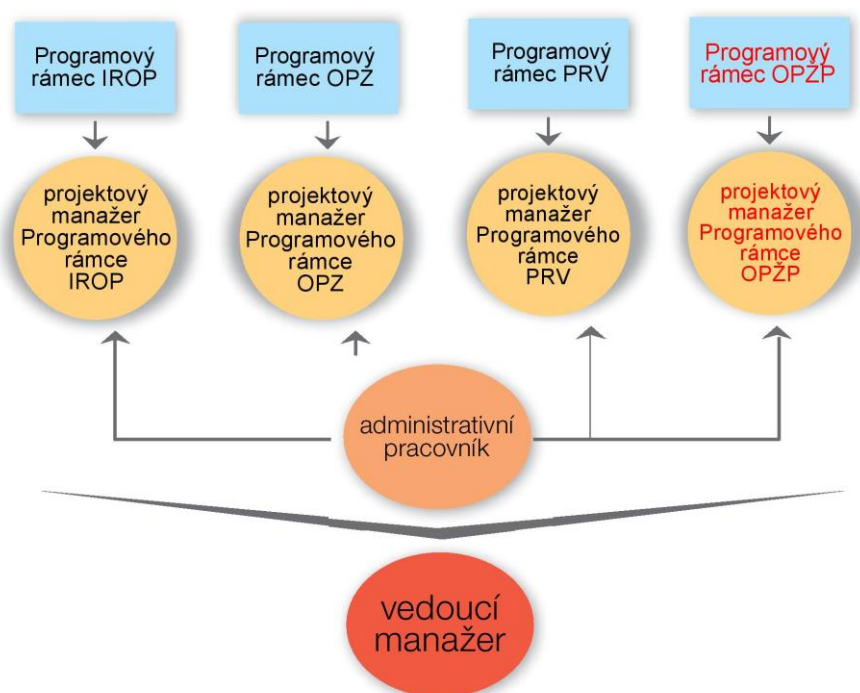 Programový
rámec IROP
Programový
rámec OPZ
Programový
rámec PRV
Programový
rámec OPŽP
projektový
manažer
Programového
rámce
IROP
projektový
manažer
Programového
rámce
OPZ
projektový
manažer
Programového
rámce
PRV
projektový
manažer
Programového
rámce
OPŽP
administrativní
pracovník
vedoucí
manažer